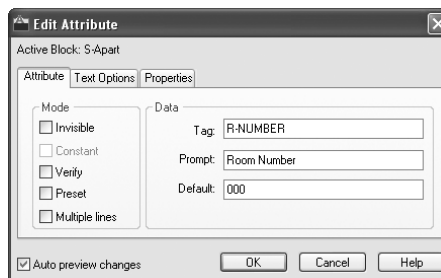 Edit Attribute
Active Block: S-Apart
Attribute Text Options Properties
Mode
Invisible
Constant
Verify
Preset
Multiple lines
Data
Tag: R-NUMBER
Prompt: Room Number
Default: 000
Auto preview changes OK Cancel Help